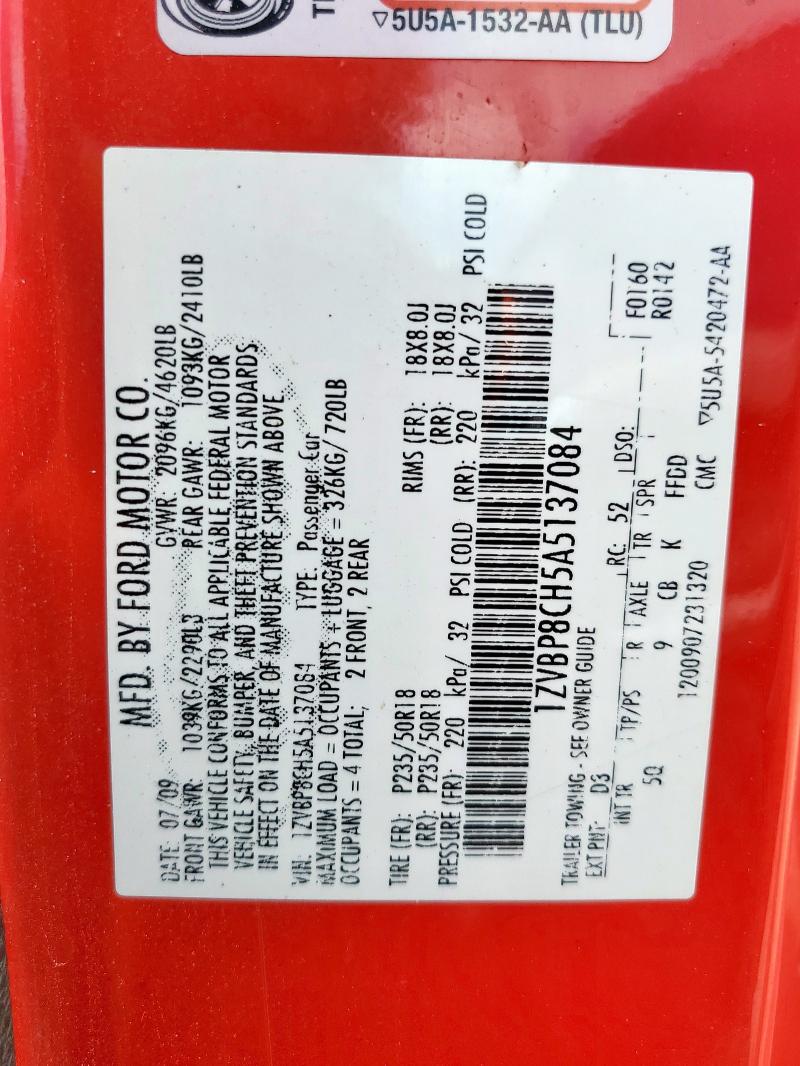 ▽5U5A-1532-AA (TLU)
MFD. BY FORD MOTOR CO.
DATE: 07/09 GVWR 2096KG/4620LB
FRONT GAWR: 1039KG/2290LB REAR GAWR: 1093KG/2410LB
THIS VEHICLE CONFORMS TO ALL APPLICABLE FEDERAL MOTOR
VEHICLE SAFETY, BUMPER, AND THEFT PREVENTION STANDARDS
IN EFFECT ON THE DATE OF MANUFACTURE SHOWN ABOVE.
VIN: 1ZVBP8CH5A5137084 TYPE: Passenger Car
MAXIMUM LOAD = OCCUPANTS + LUGGAGE = 326KG/720LB
OCCUPANTS = 4 TOTAL; 2 FRONT, 2 REAR
TIRE (FR): P235/50R18 RIMS (FR): 18X8.0J
(RR): P235/50R18 (RR): 18X8.0J
PRESSURE (FR): 220 kPa/ 32 PSI COLD (RR): 220 kPa/ 32 PSI COLD
1ZVBP8CH5A5137084
TRAILER TOWING - SEE OWNER GUIDE
EXT PNT: D3 RC: 52 DSO: F0160
R0142
INT TR TP/PS R AXLE TR SPR
5Q 9 CB K FFDD
1200907231320 CMC ▽5U5A-5420472-AA